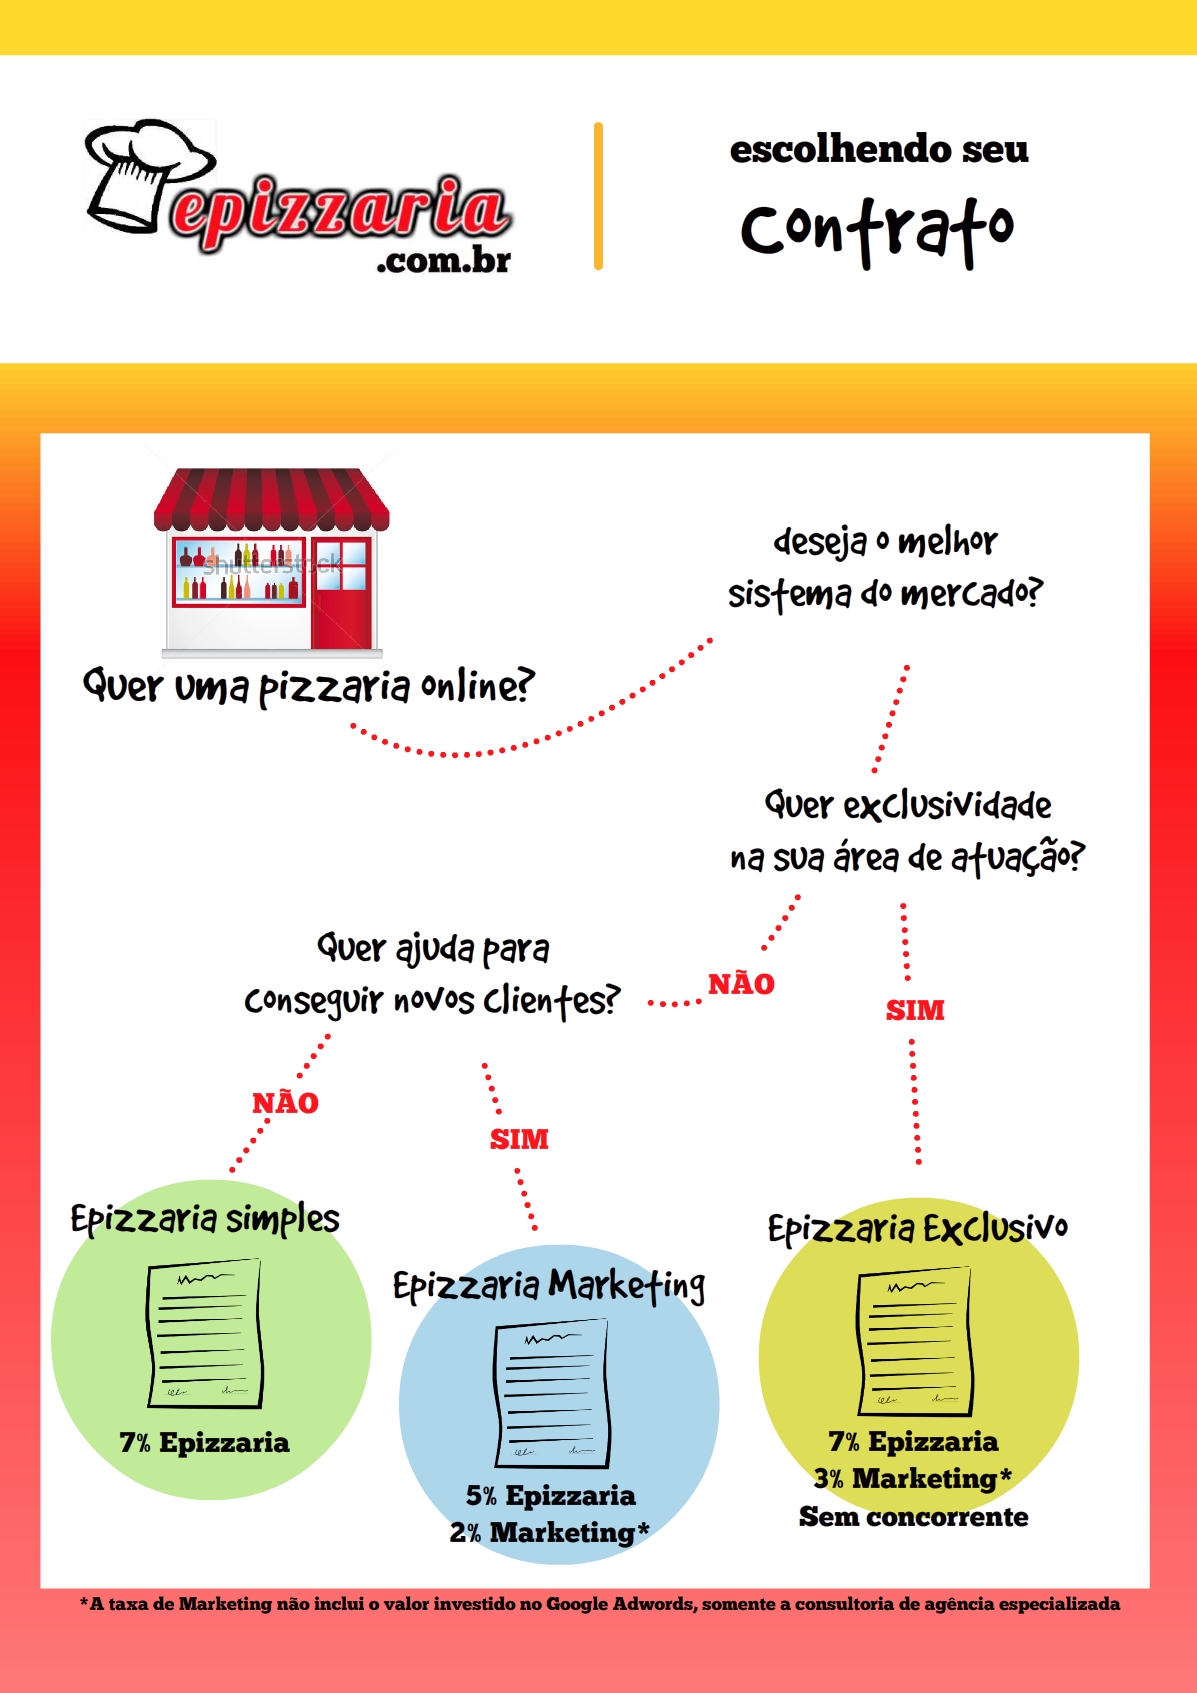 epizzaria
.com.br
escolhendo seu
Contrato
shutterstock
Quer uma pizzaria online?
deseja o melhor
sistema do mercado?
Quer exclusividade
na sua área de atuação?
NÃO
SIM
Quer ajuda para
conseguir novos clientes?
NÃO
SIM
Epizzaria simples
7% Epizzaria
Epizzaria Marketing
5% Epizzaria
2% Marketing*
Epizzaria Exclusivo
7% Epizzaria
3% Marketing*
Sem concorrente
*A taxa de Marketing não inclui o valor investido no Google Adwords, somente a consultoria de agência especializada